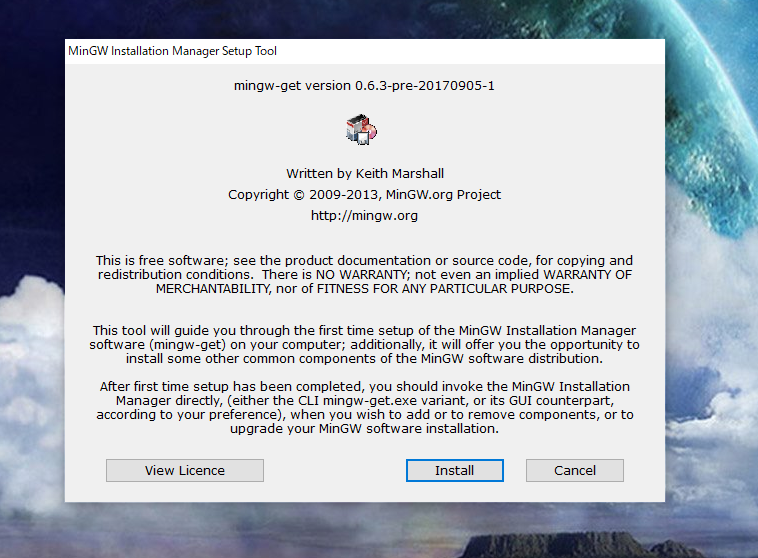 MinGW Installation Manager Setup Tool
mingw-get version 0.6.3-pre-20170905-1
Written by Keith Marshall
Copyright © 2009-2013, MinGW.org Project
http://mingw.org
This is free software; see the product documentation or source code, for copying and
redistribution conditions.  There is NO WARRANTY; not even an implied WARRANTY OF
MERCHANTABILITY, nor of FITNESS FOR ANY PARTICULAR PURPOSE.
This tool will guide you through the first time setup of the MinGW Installation Manager
software (mingw-get) on your computer; additionally, it will offer you the opportunity to
install some other common components of the MinGW software distribution.
After first time setup has been completed, you should invoke the MinGW Installation
Manager directly, (either the CLI mingw-get.exe variant, or its GUI counterpart,
according to your preference), when you wish to add or to remove components, or to
upgrade your MinGW software installation.
View Licence
Install
Cancel